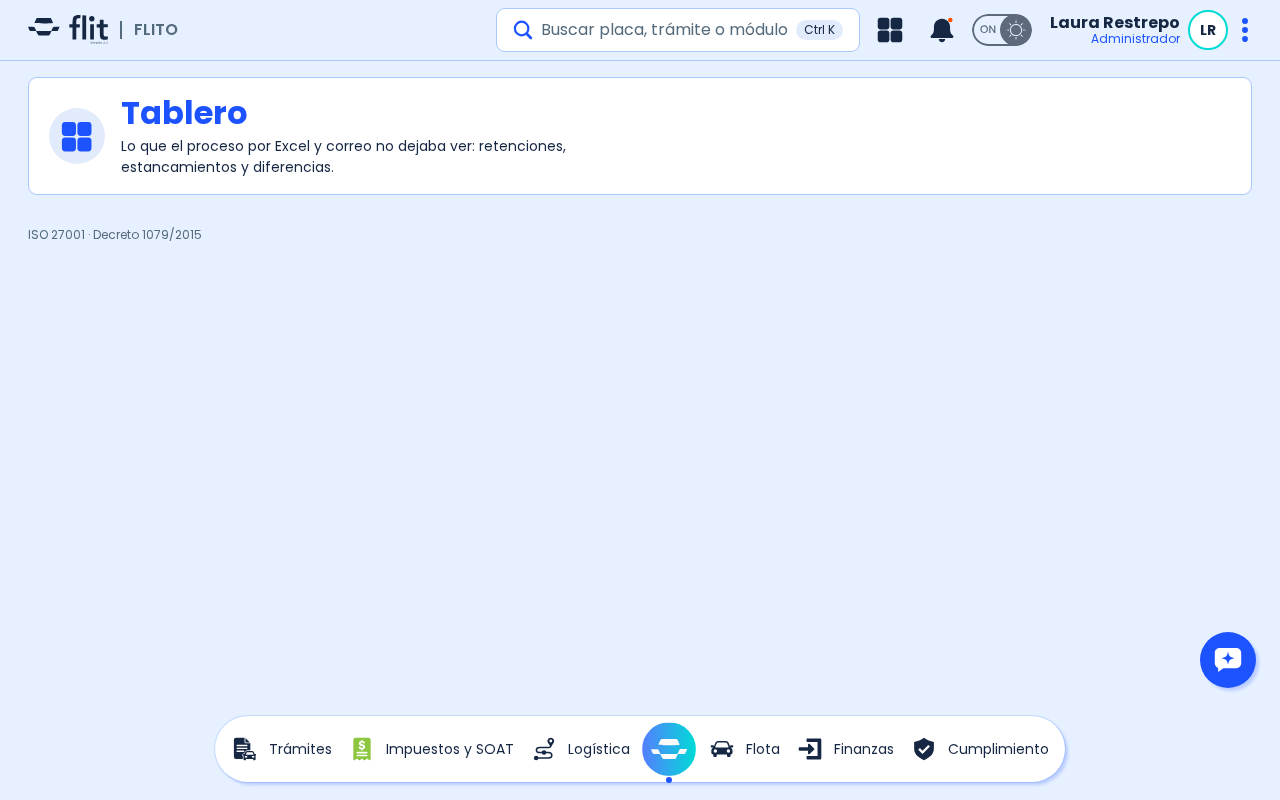 flit
FLITO
Buscar placa, trámite o módulo
Ctrl K
ON
Laura Restrepo
Administrador
LR
Tablero
Lo que el proceso por Excel y correo no dejaba ver: retenciones,
estancamientos y diferencias.
ISO 27001 · Decreto 1079/2015
Trámites
Impuestos y SOAT
Logística
Flota
Finanzas
Cumplimiento